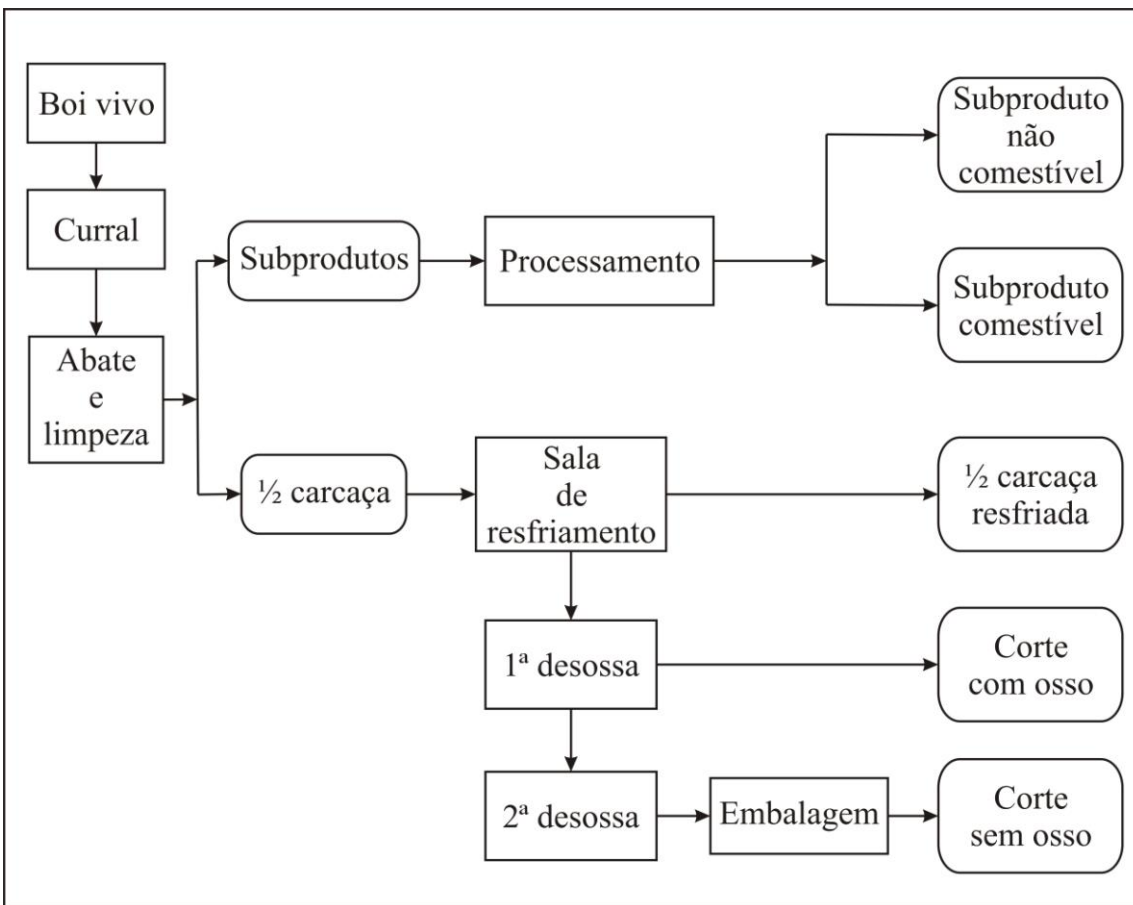 Boi vivo
Curral
Abate
e
limpeza
Subprodutos
Processamento
Subproduto
não
comestível
Subproduto
comestível
½ carcaça
Sala
de
resfriamento
½ carcaça
resfriada
1ª desossa
Corte
com osso
2ª desossa
Embalagem
Corte
sem osso